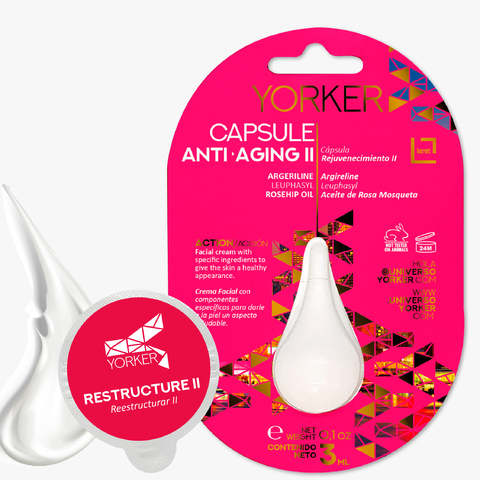 YORKER
CAPSULE
ANTI-AGING II
Cápsula
Rejuvenecimiento II
ARGERILINE
LEUPHASYL
ROSEHIP OIL
Argireline
Leuphasyl
Aceite de Rosa Mosqueta
ACTION/ACCIÓN
Facial cream with
specific ingredients to
give the skin a healthy
appearance.
Crema Facial con
componentes
específicos para darle
a la piel un aspecto
NOT TESTED
ON ANIMALS
24M
HOLA
@UNIVERSO
YORKER.COM
WWW.
UNIVERSO
YORKER
.COM
e NET
WEIGHT 0,1 OZ
CONTENIDO
NETO 3 ML
YORKER
RESTRUCTURE II
Reestructurar II